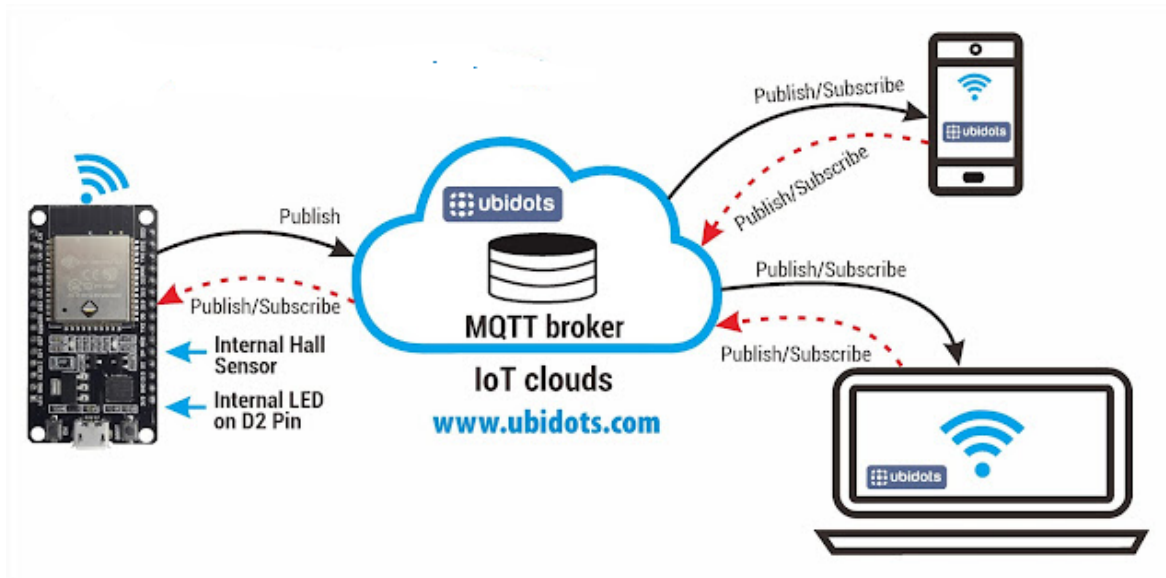 Publish
Publish/Subscribe
Internal Hall
Sensor
Internal LED
on D2 Pin
ubidots
MQTT broker
IoT clouds
www.ubidots.com
Publish/Subscribe
Publish/Subscribe
ubidots
Publish/Subscribe
Publish/Subscribe
ubidots